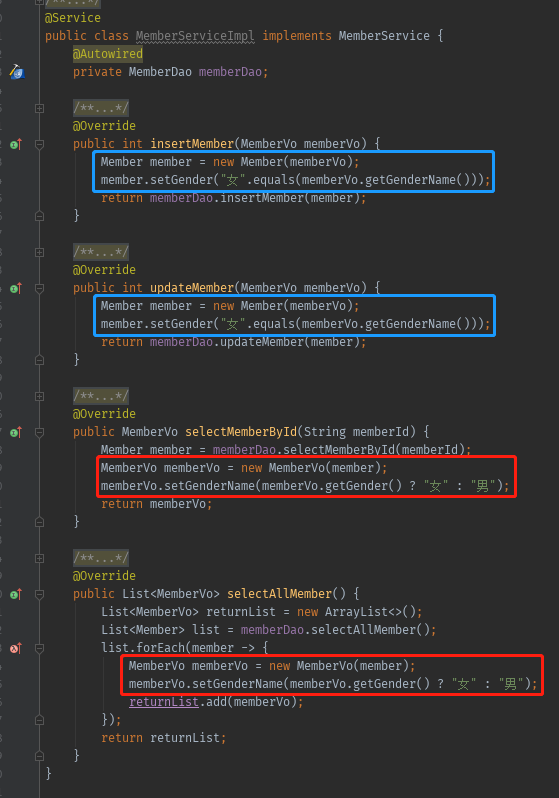 /**...*/
@Service
public class MemberServiceImpl implements MemberService {
@Autowired
private MemberDao memberDao;
/**...*/
@Override
public int insertMember(MemberVo memberVo) {
Member member = new Member(memberVo);
member.setGender("女".equals(memberVo.getGenderName()));
return memberDao.insertMember(member);
}
/**...*/
@Override
public int updateMember(MemberVo memberVo) {
Member member = new Member(memberVo);
member.setGender("女".equals(memberVo.getGenderName()));
return memberDao.updateMember(member);
}
/**...*/
@Override
public MemberVo selectMemberById(String memberId) {
Member member = memberDao.selectMemberById(memberId);
MemberVo memberVo = new MemberVo(member);
memberVo.setGenderName(memberVo.getGender() ? "女" : "男");
return memberVo;
}
/**...*/
@Override
public List<MemberVo> selectAllMember() {
List<MemberVo> returnList = new ArrayList<>();
List<Member> list = memberDao.selectAllMember();
list.forEach(member -> {
MemberVo memberVo = new MemberVo(member);
memberVo.setGenderName(memberVo.getGender() ? "女" : "男");
returnList.add(memberVo);
});
return returnList;
}
}